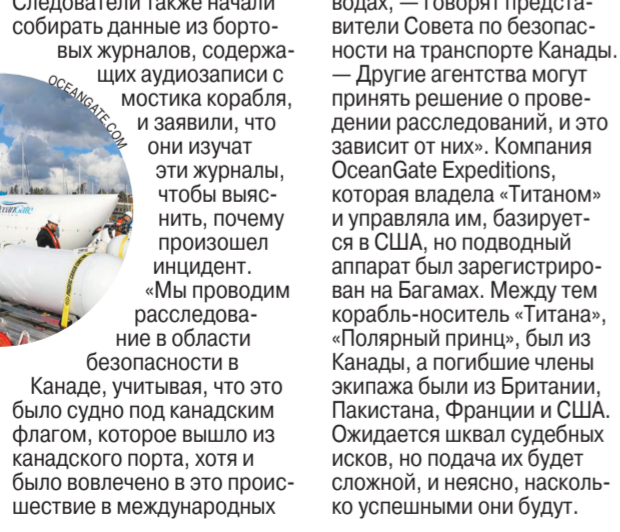 Следователи также начали
собирать данные из борто-
вых журналов, содержа-
щих аудиозаписи с
мостика корабля,
и заявили, что
они изучат
эти журналы,
чтобы выяс-
нить, почему
произошел
инцидент.
«Мы проводим
расследова-
ние в области
безопасности в
Канаде, учитывая, что это
было судно под канадским
флагом, которое вышло из
канадского порта, хотя и
было вовлечено в это проис-
шествие в международных
OCEANGATE.COM
OceanGate
водах, — говорят предста-
вители Совета по безопас-
ности на транспорте Канады.
— Другие агентства могут
принять решение о прове-
дении расследований, и это
зависит от них». Компания
OceanGate Expeditions,
которая владела «Титаном»
и управляла им, базирует-
ся в США, но подводный
аппарат был зарегистриро-
ван на Багамах. Между тем
корабль-носитель «Титана»,
«Полярный принц», был из
Канады, а погибшие члены
экипажа были из Британии,
Пакистана, Франции и США.
Ожидается шквал судебных
исков, но подача их будет
сложной, и неясно, насколь-
ко успешными они будут.